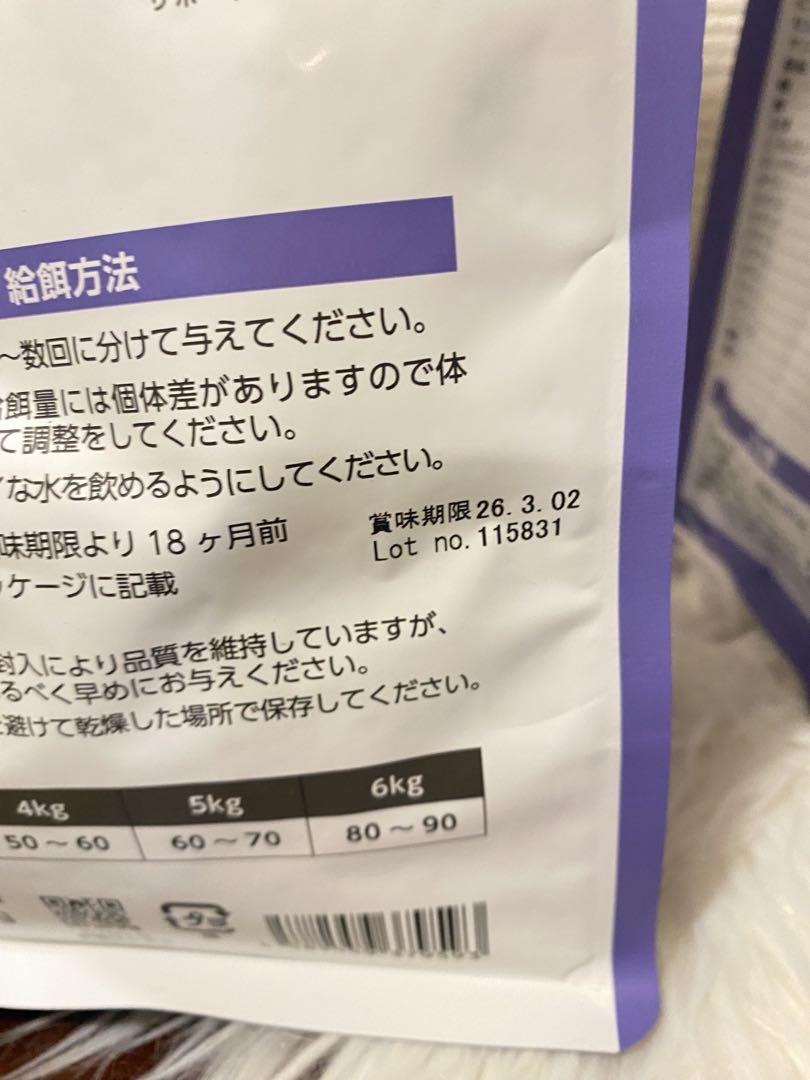 給餌方法
〜数回に分けて与えてください。
給餌量には個体差がありますので体
て調整をしてください。
イな水を飲めるようにしてください。
味期限より 18 ヶ月前
ッケージに記載
賞味期限26.3.02
Lot no.115831
封入により品質を維持していますが、
るべく早めにお与えください。
避けて乾燥した場所で保存してください。
4kg 5kg 6kg
50〜60 60〜70 80〜90